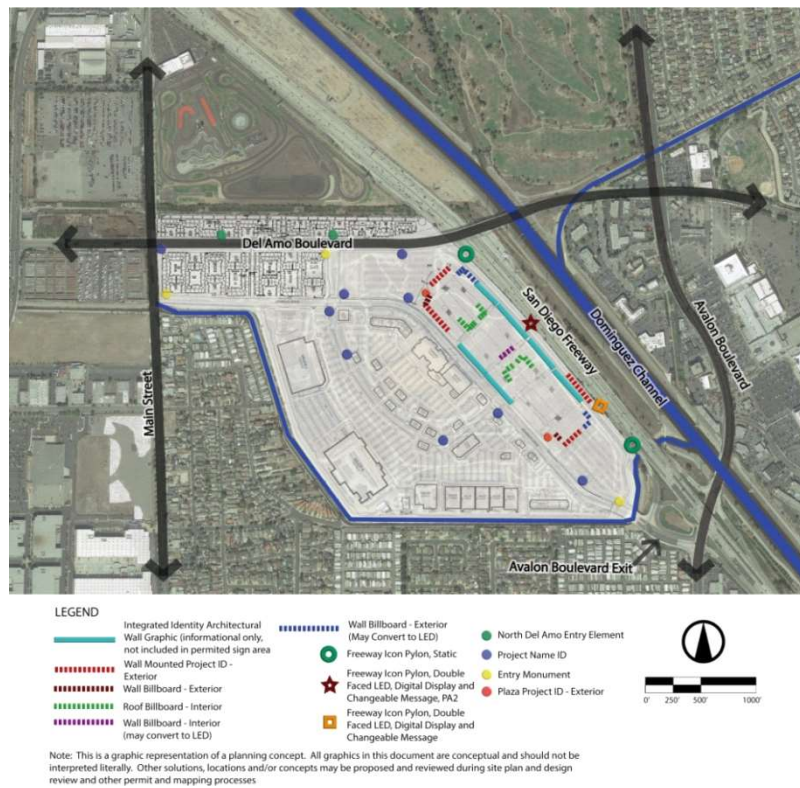 Del Amo Boulevard
San Diego Freeway
Dominguez Channel
Avalon Boulevard
Main Street
Avalon Boulevard Exit
LEGEND
Integrated Identity Architectural
Wall Graphic (informational only,
not included in permitted sign area
Wall Mounted Project ID -
Exterior
Wall Billboard - Exterior
Roof Billboard - Interior
Wall Billboard - Interior
(may convert to LED)
Wall Billboard - Exterior
(May Convert to LED)
Freeway Icon Pylon, Static
Freeway Icon Pylon, Double
Faced LED, Digital Display and
Changeable Message, PA2
Freeway Icon Pylon, Double
Faced LED, Digital Display and
Changeable Message
North Del Amo Entry Element
Project Name ID
Entry Monument
Plaza Project ID - Exterior
0' 250' 500' 1000'
Note: This is a graphic representation of a planning concept. All graphics in this document are conceptual and should not be
interpreted literally. Other solutions, locations and/or concepts may be proposed and reviewed during site plan and design
review and other permit and mapping processes